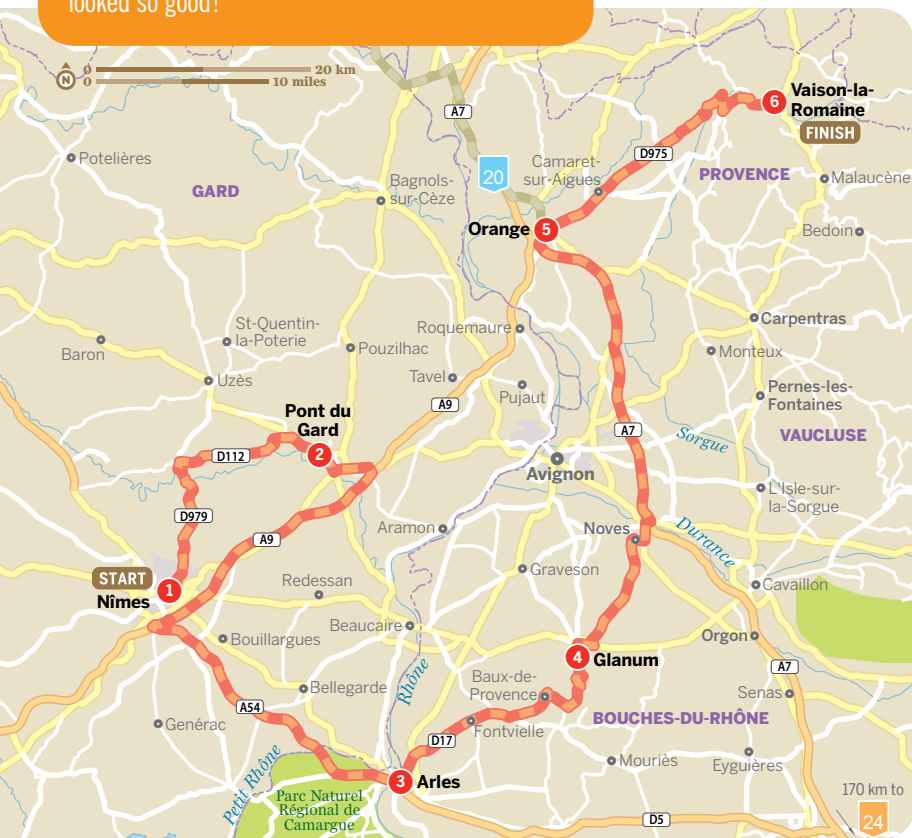 looked so good!
0 20 km
0 10 miles
N
A7
6 Vaison-la-
Romaine
FINISH
Potelières
D975
Camaret-
sur-Aigues
20
PROVENCE
Malaucène
GARD
Bagnols-
sur-Cèze
Orange 5
Bedoin
St-Quentin-
la-Poterie
Roquemaure
Carpentras
Baron
Pouzilhac
Monteux
Uzès
Tavel
Pujaut
Pernes-les-
Fontaines
A9
Pont du
Gard
2
A7
Sorgue
VAUCLUSE
D112
Avignon
L'Isle-sur-
la-Sorgue
D979
Aramon
Noves
Durance
A9
START
1
Nîmes
Redessan
Graveson
Cavaillon
Beaucaire
Bouillargues
Orgon
4 Glanum
A7
Bellegarde
Rhône
Baux-de-
Provence
Senas
A54
BOUCHES-DU-RHÔNE
Générac
D17
Fontvielle
Mouriès
Eyguières
Petit Rhône
3 Arles
Parc Naturel
Régional de
Camargue
170 km to
24
D5